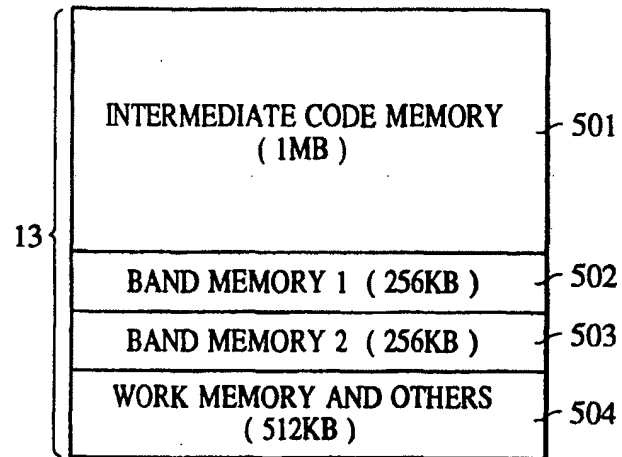 INTERMEDIATE CODE MEMORY
( 1MB )
501
13
BAND MEMORY 1 ( 256KB )
502
BAND MEMORY 2 ( 256KB )
503
WORK MEMORY AND OTHERS
( 512KB )
504